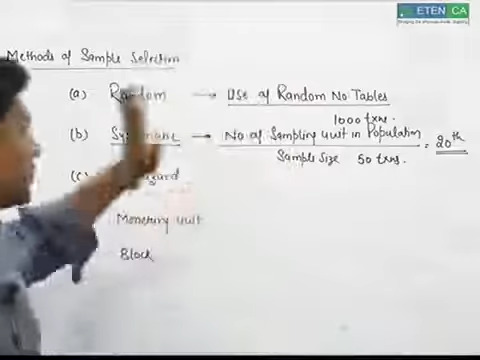 ETEN CA
Methods of Sample Selection
(a) Random → Use of Random No Tables
1000 txns.
(b) → No of Sampling unit in Population = 20th
Sample Size 50 txns.
(c)
Monetary unit
Block